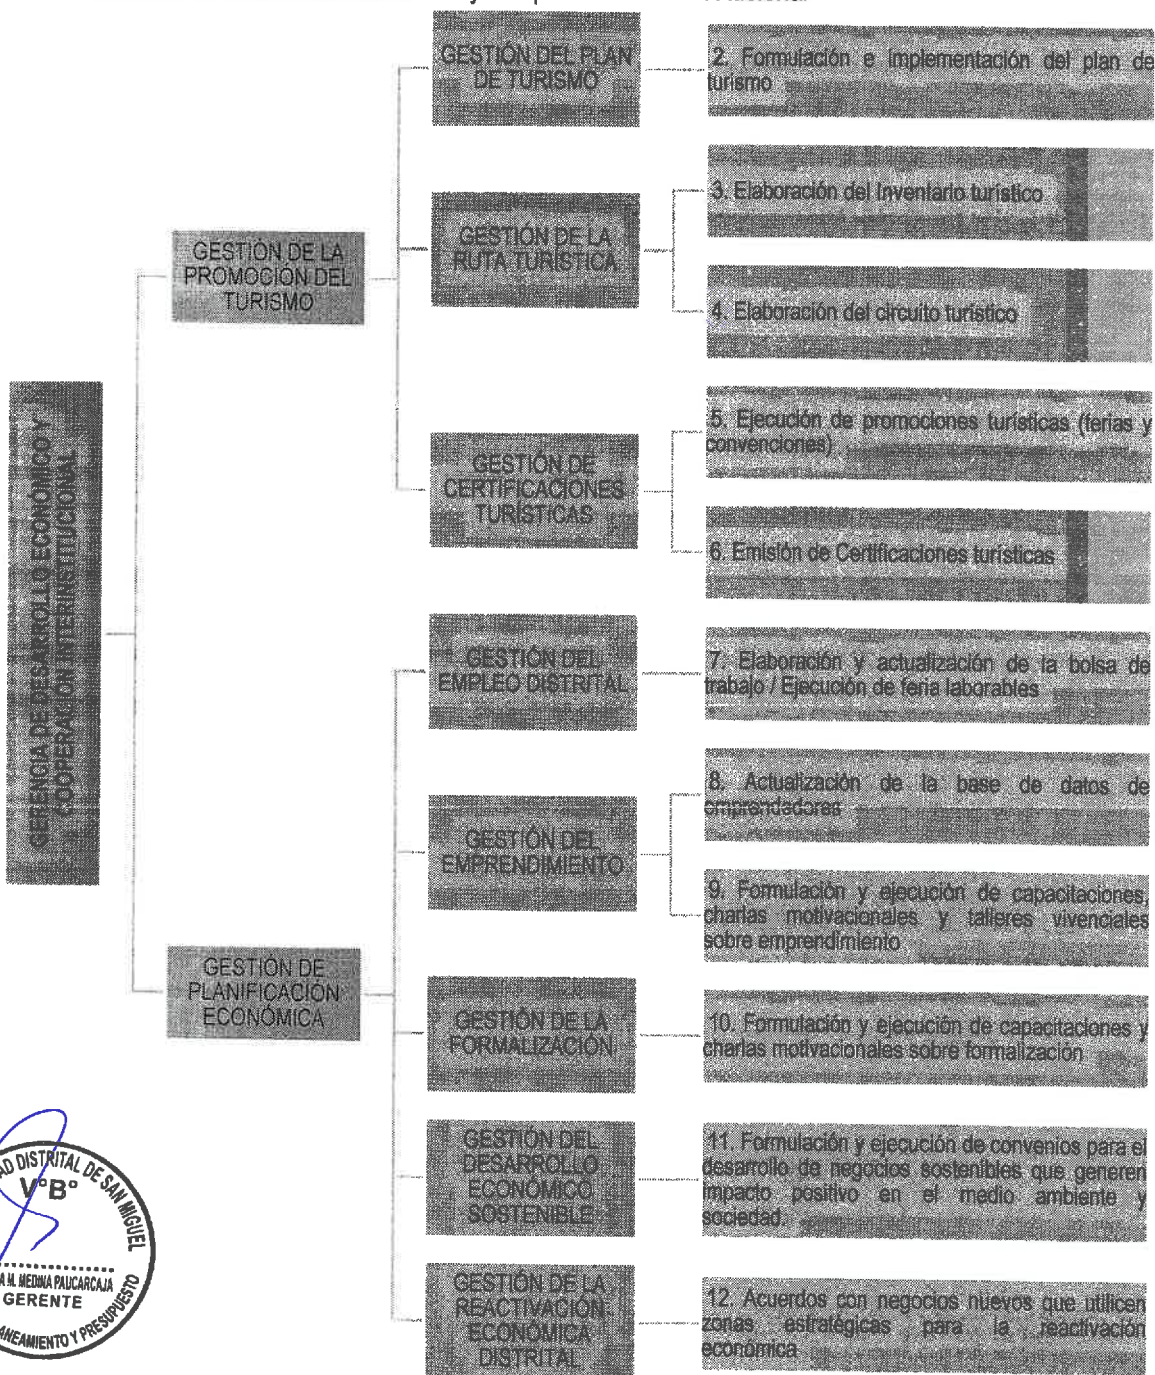 GESTIÓN DEL PLAN
DE TURISMO
2. Formulación e implementación del plan de
turismo
GESTIÓN DE LA
PROMOCIÓN DEL
TURISMO
GESTIÓN DE LA
RUTA TURÍSTICA
3. Elaboración del Inventario turístico
4. Elaboración del circuito turístico
GESTIÓN DE
CERTIFICACIONES
TURÍSTICAS
5. Ejecución de promociones turísticas (ferias y
convenciones)
6. Emisión de Certificaciones turísticas
GERENCIA DE DESARROLLO ECONÓMICO Y
COOPERACIÓN INTERINSTITUCIONAL
GESTIÓN DEL
EMPLEO DISTRITAL
7. Elaboración y actualización de la bolsa de
trabajo / Ejecución de feria laborables
GESTIÓN DEL
EMPRENDIMIENTO
8. Actualización de la base de datos de
emprendadoras
9. Formulación y ejecución de capacitaciones,
charlas motivacionales y talleres vivenciales
sobre emprendimiento
GESTIÓN DE
PLANIFICACIÓN
ECONÓMICA
GESTIÓN DE LA
FORMALIZACIÓN
10. Formulación y ejecución de capacitaciones y
charlas motivacionales sobre formalización
GESTIÓN DEL
DESARROLLO
ECONÓMICO
SOSTENIBLE
11. Formulación y ejecución de convenios para el
desarrollo de negocios sostenibles que generen
impacto positivo en el medio ambiente y
sociedad.
GESTIÓN DE LA
REACTIVACIÓN
ECONÓMICA
DISTRITAL
12. Acuerdos con negocios nuevos que utilicen
zonas estratégicas para la reactivación
económica
AD DISTRITAL DE SAN MIGUEL
V°B°
A M. MEDINA PAUCARCAJA
GERENTE
ANEAMIENTO Y PRESUPUESTO